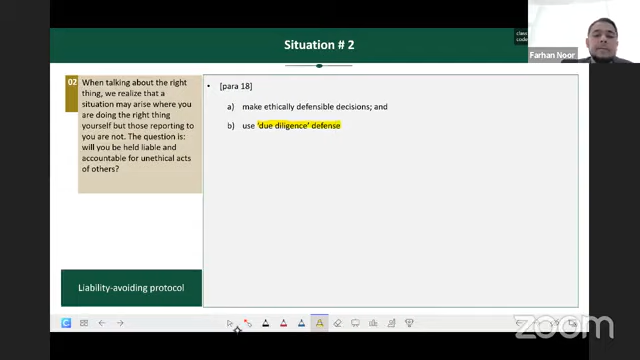 Situation # 2
Farhan Noor
02
When talking about the right
thing, we realize that a
situation may arise where you
are doing the right thing
yourself but those reporting to
you are not. The question is:
will you be held liable and
accountable for unethical acts
of others?
• [para 18]
a) make ethically defensible decisions; and
b) use 'due diligence' defense
Liability-avoiding protocol
zoom